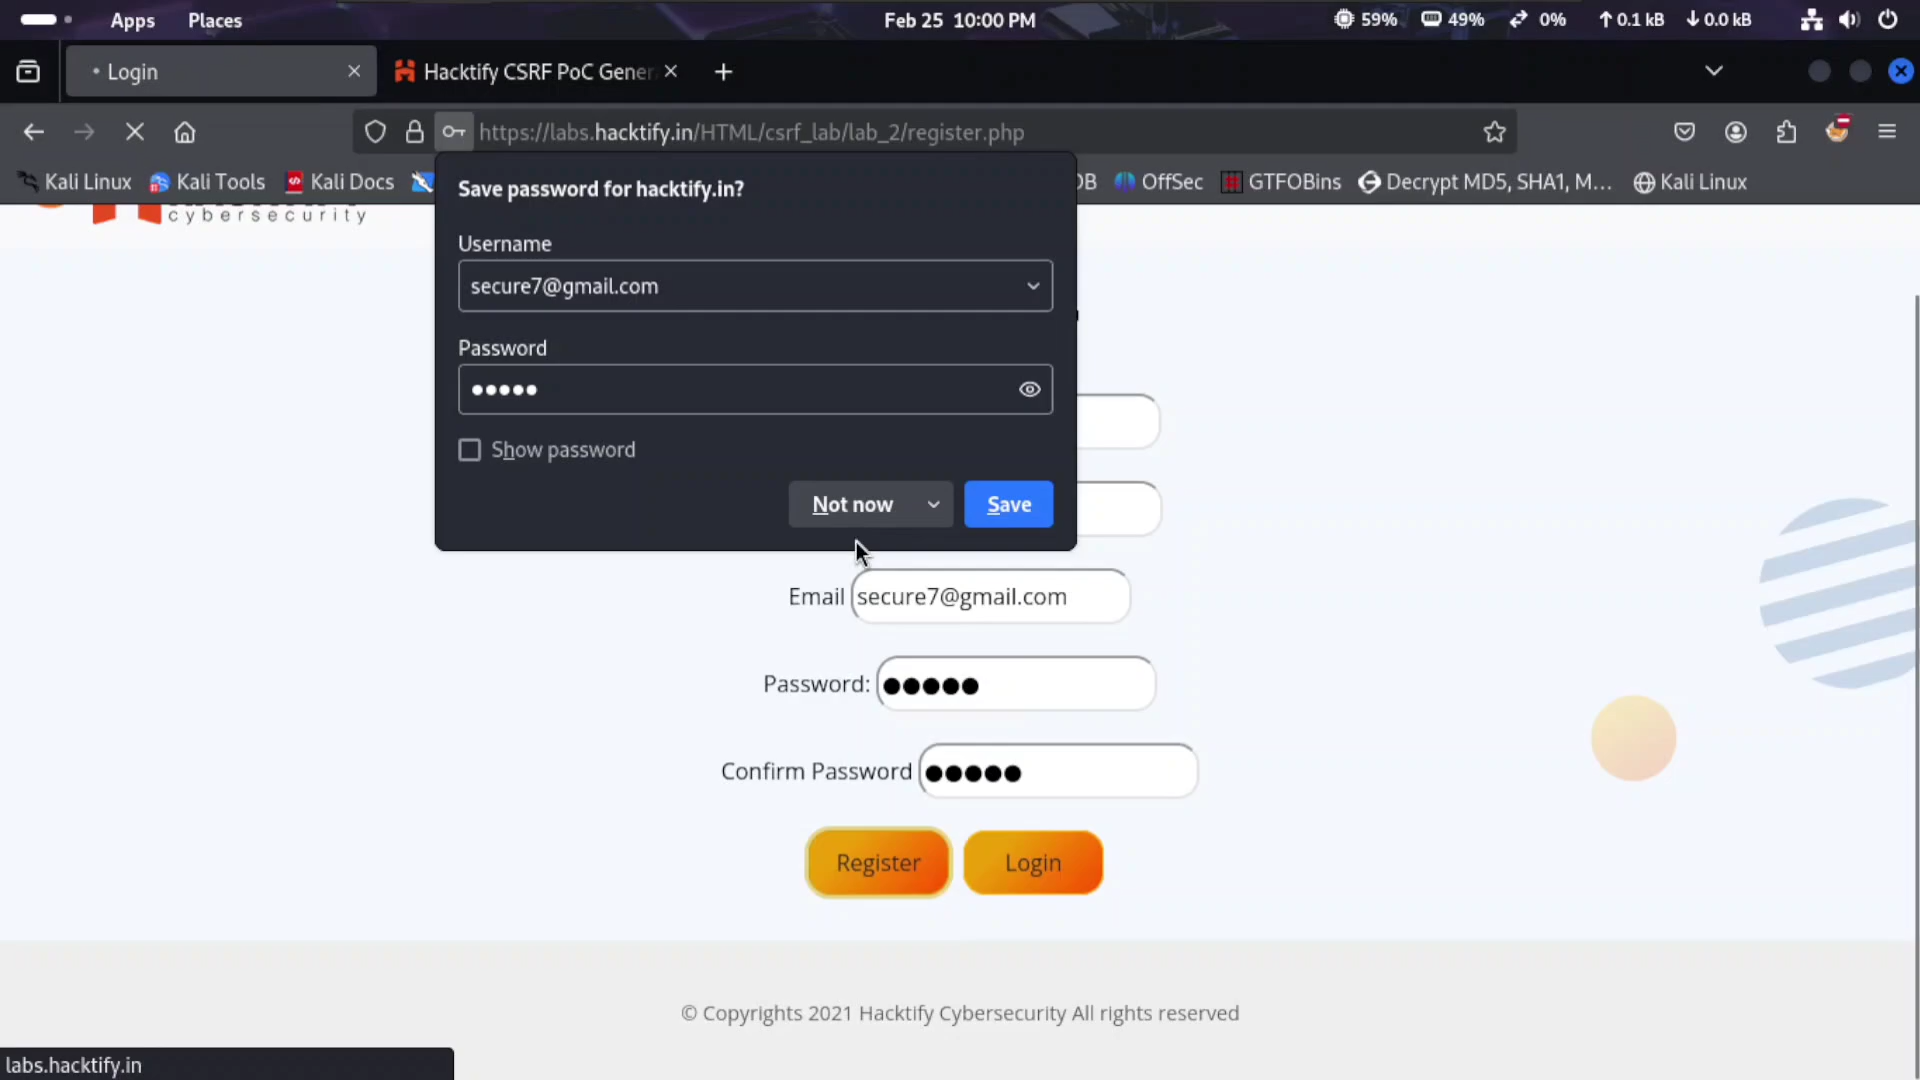 Apps Places Feb 25 10:00 PM 59% 49% 0% 0.1 kB 0.0 kB
Login Hacktify CSRF PoC Gener
https://labs.hacktify.in/HTML/csrf_lab/lab_2/register.php
Kali Linux Kali Tools Kali Docs DB OffSec GTFOBins Decrypt MD5, SHA1, M... Kali Linux
cybersecurity
Save password for hacktify.in?
Username
secure7@gmail.com
Password
•••••
Show password
Not now Save
Email secure7@gmail.com
Password: ●●●●●
Confirm Password ●●●●●
Register Login
© Copyrights 2021 Hacktify Cybersecurity All rights reserved
labs.hacktify.in